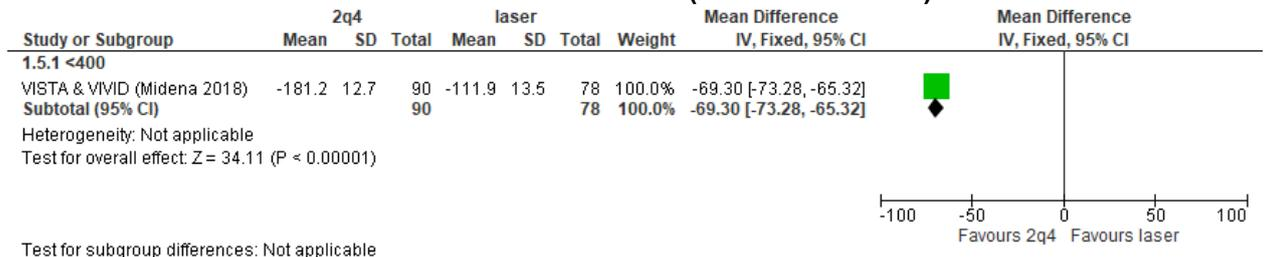 2q4 laser Mean Difference Mean Difference
Study or Subgroup Mean SD Total Mean SD Total Weight IV, Fixed, 95% CI IV, Fixed, 95% CI
1.5.1 <400
VISTA & VIVID (Midena 2018) -181.2 12.7 90 -111.9 13.5 78 100.0% -69.30 [-73.28, -65.32]
Subtotal (95% CI) 90 78 100.0% -69.30 [-73.28, -65.32]
Heterogeneity: Not applicable
Test for overall effect: Z = 34.11 (P < 0.00001)
-100 -50 0 50 100
Favours 2q4 Favours laser
Test for subgroup differences: Not applicable